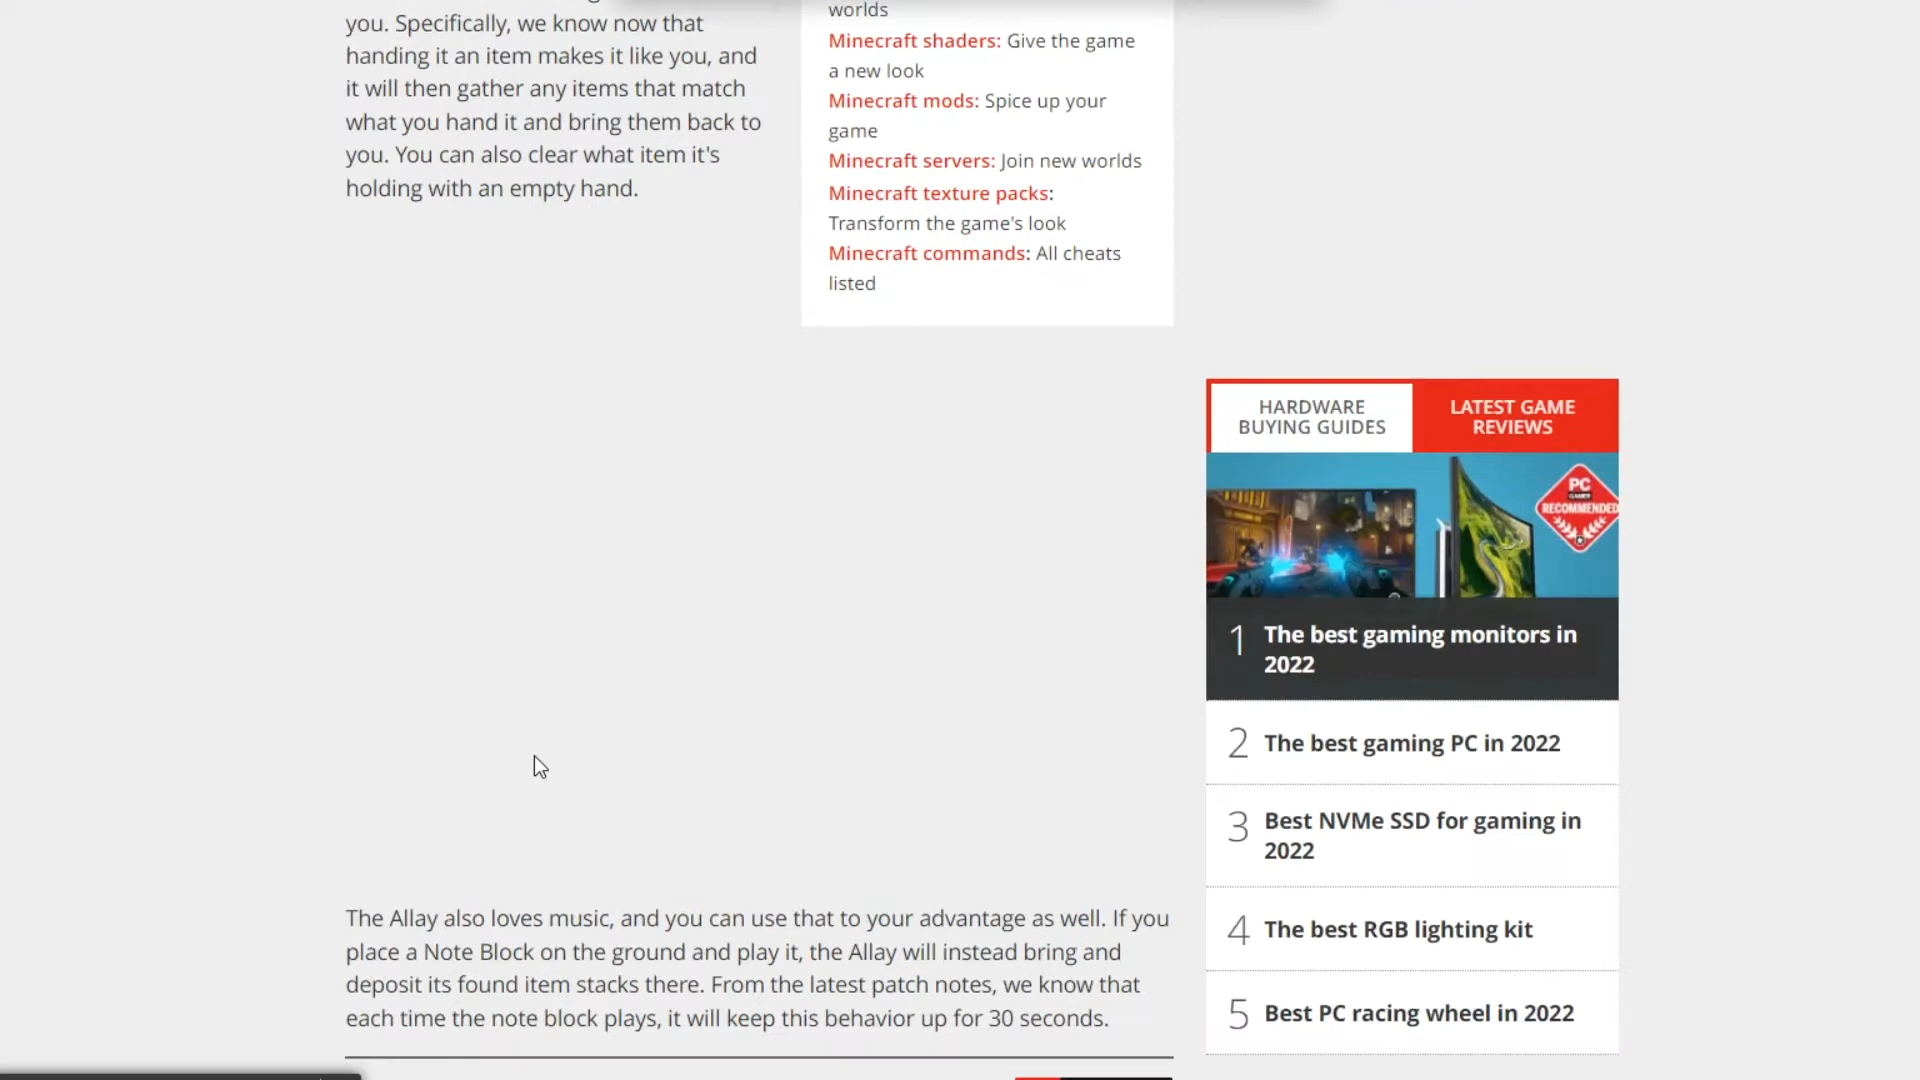 you. Specifically, we know now that
handing it an item makes it like you, and
it will then gather any items that match
what you hand it and bring them back to
you. You can also clear what item it's
holding with an empty hand.
worlds
Minecraft shaders: Give the game
a new look
Minecraft mods: Spice up your
game
Minecraft servers: Join new worlds
Minecraft texture packs:
Transform the game's look
Minecraft commands: All cheats
listed
HARDWARE
BUYING GUIDES
LATEST GAME
REVIEWS
PC
GAMER
RECOMMENDED
1 The best gaming monitors in
2022
2 The best gaming PC in 2022
3 Best NVMe SSD for gaming in
2022
4 The best RGB lighting kit
5 Best PC racing wheel in 2022
The Allay also loves music, and you can use that to your advantage as well. If you
place a Note Block on the ground and play it, the Allay will instead bring and
deposit its found item stacks there. From the latest patch notes, we know that
each time the note block plays, it will keep this behavior up for 30 seconds.